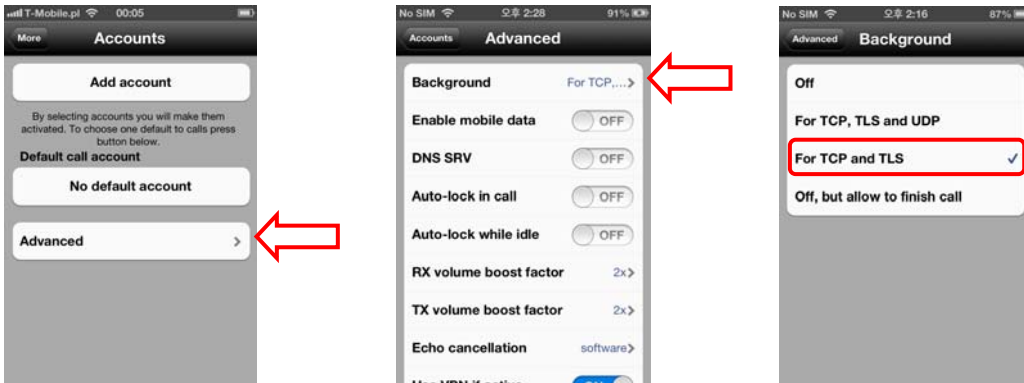 T-Mobile.pl 00:05
More Accounts
Add account
By selecting accounts you will make them
activated. To choose one default to calls press
button below.
Default call account
No default account
Advanced
No SIM 오후 2:28 91%
Accounts Advanced
Background For TCP,...
Enable mobile data OFF
DNS SRV OFF
Auto-lock in call OFF
Auto-lock while idle OFF
RX volume boost factor 2x
TX volume boost factor 2x
Echo cancellation software
No SIM 오후 2:16 87%
Advanced Background
Off
For TCP, TLS and UDP
For TCP and TLS
Off, but allow to finish call